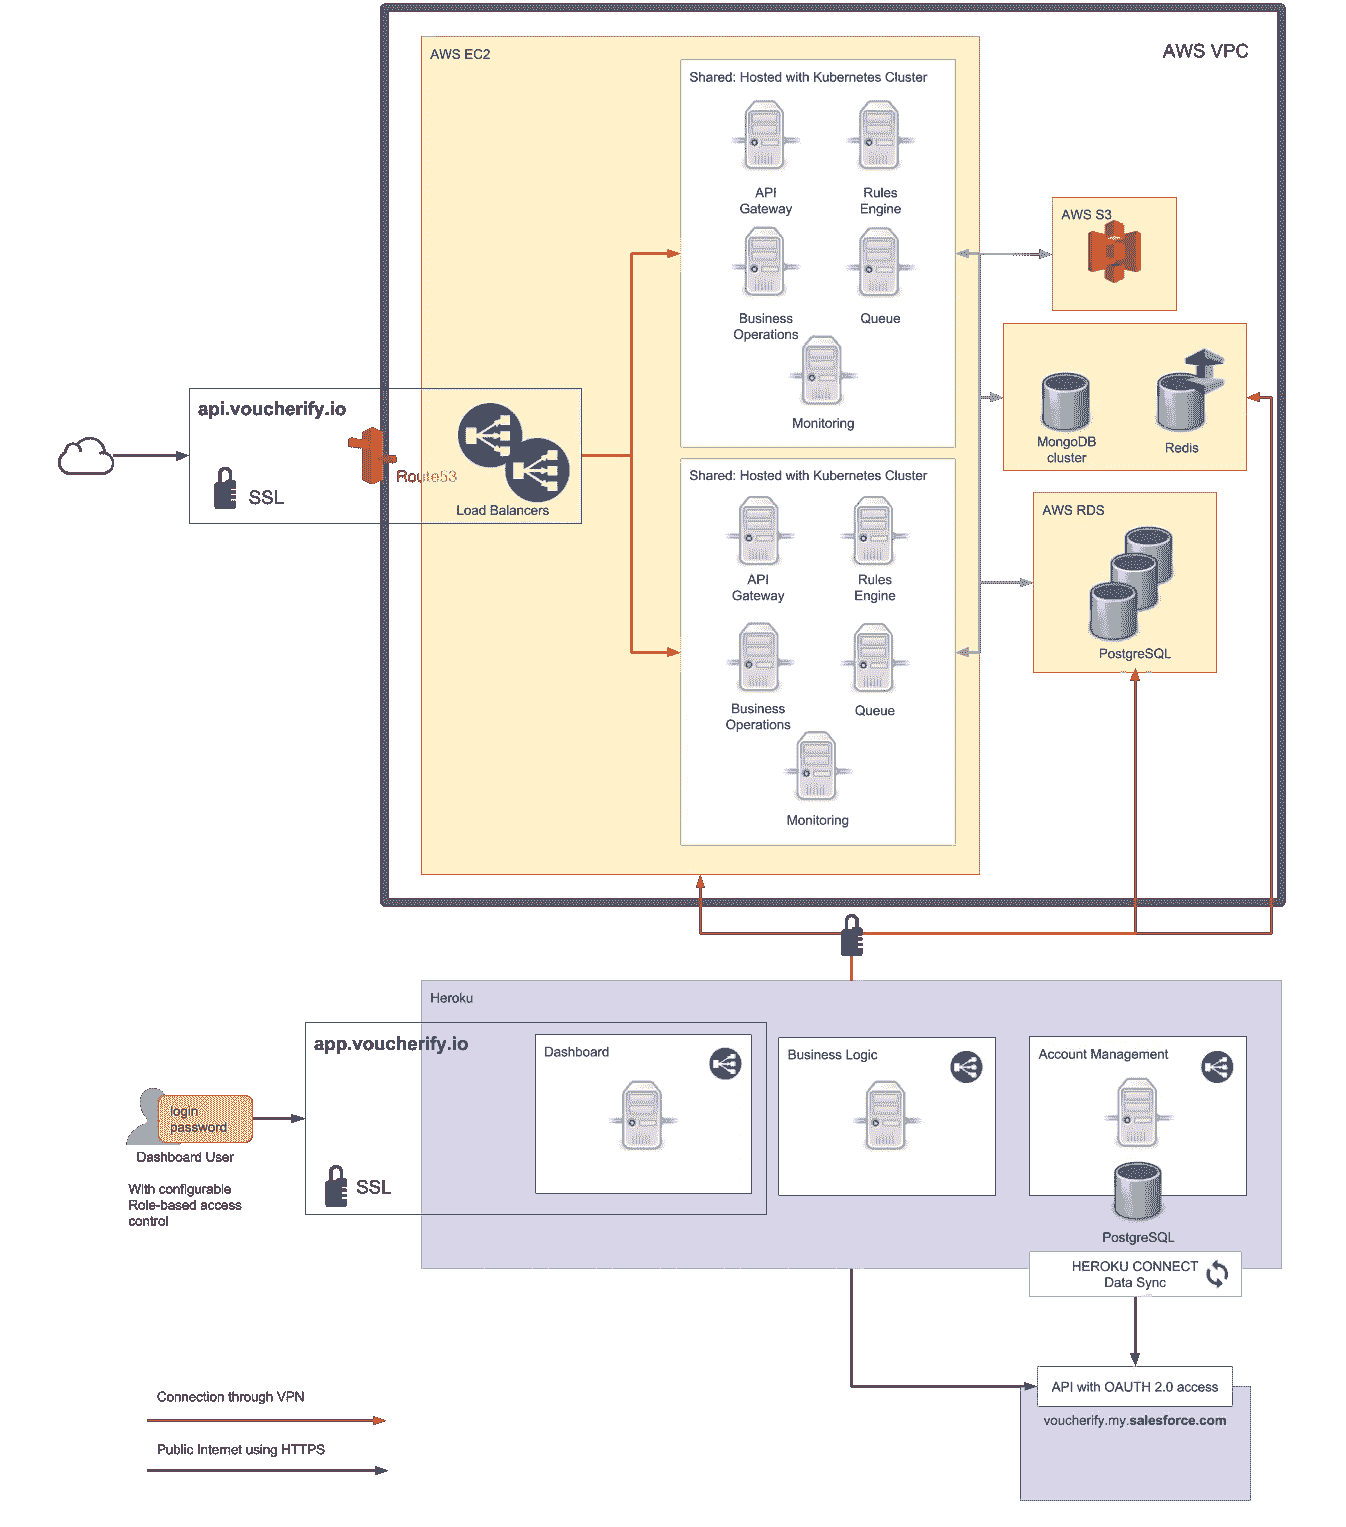 AWS VPC
AWS EC2
Shared: Hosted with Kubernetes Cluster
API
Gateway
Rules
Engine
Business
Operations
Queue
Monitoring
AWS S3
MongoDB
cluster
Redis
api.voucherify.io
Route53
SSL
Load Balancers
Shared: Hosted with Kubernetes Cluster
API
Gateway
Rules
Engine
Business
Operations
Queue
Monitoring
AWS RDS
PostgreSQL
Heroku
app.voucherify.io
SSL
Dashboard
Business Logic
Account Management
PostgreSQL
login
password
Dashboard User
With configurable
Role-based access
control
HEROKU CONNECT
Data Sync
API with OAUTH 2.0 access
voucherify.my.salesforce.com
Connection through VPN
Public Internet using HTTPS